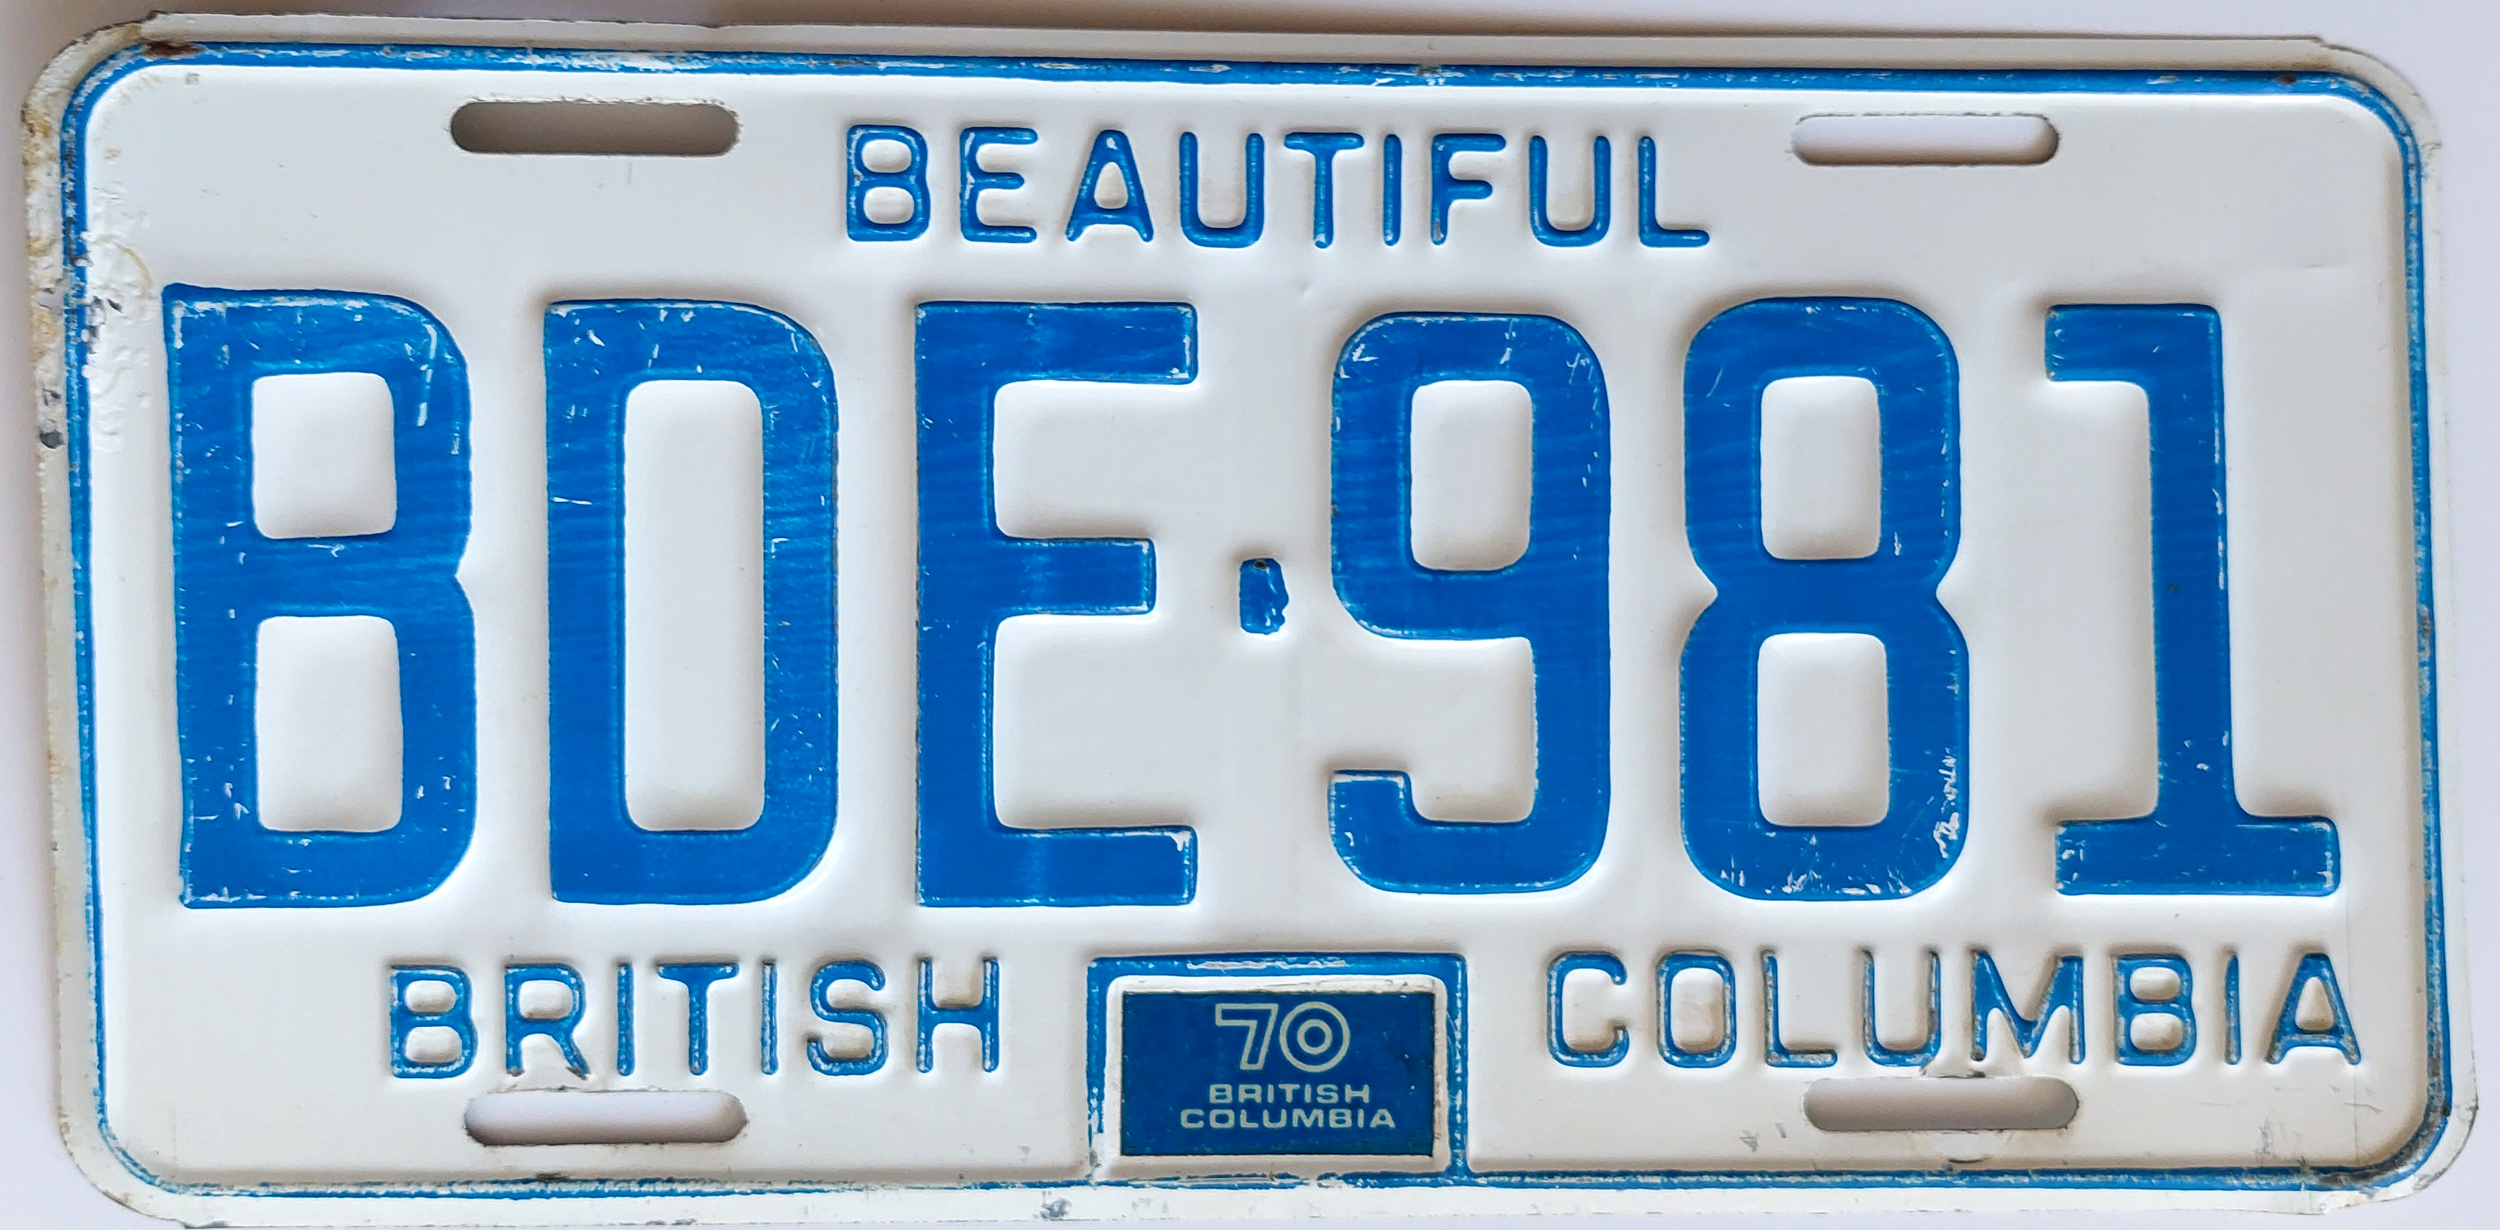 BEAUTIFUL
BDE-981
BRITISH COLUMBIA
70
BRITISH
COLUMBIA